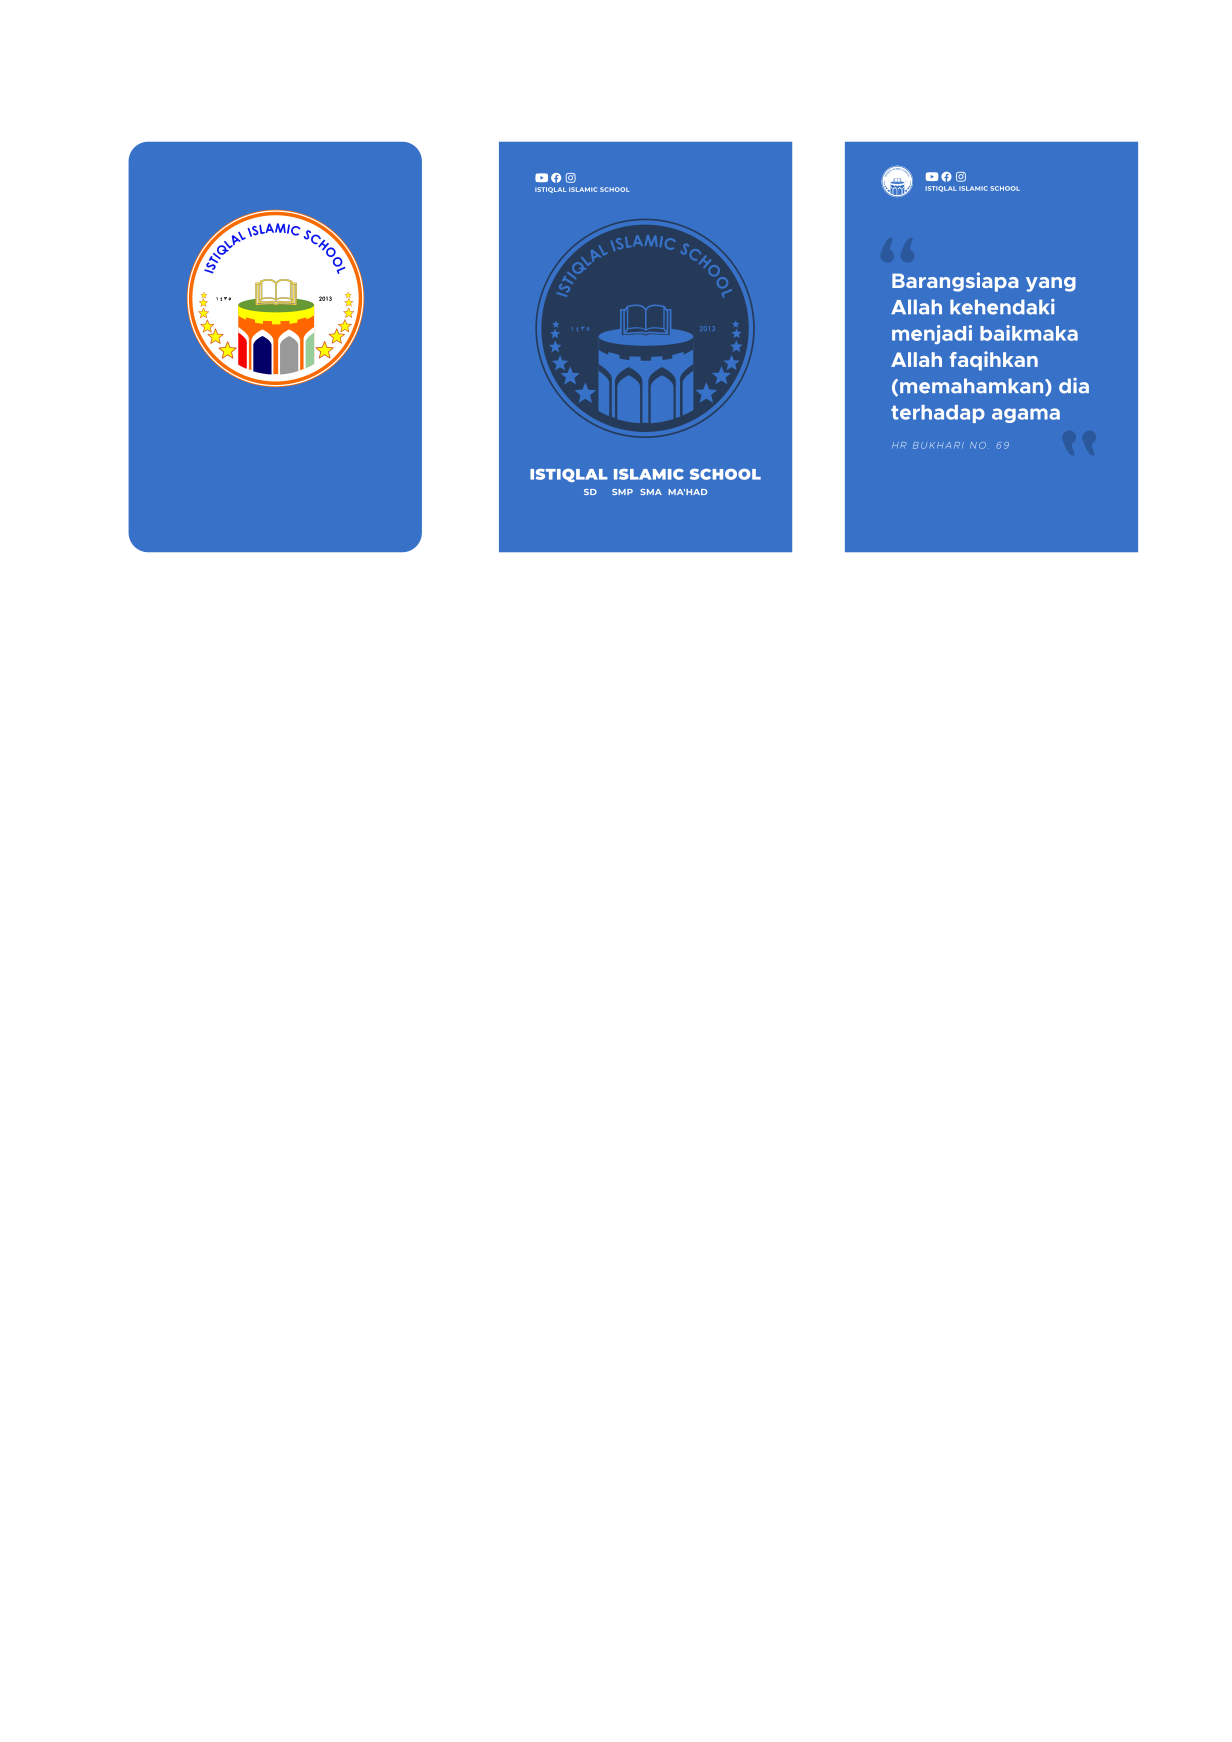 ISTIQLAL ISLAMIC SCHOOL
١٤٣٥
2013
ISTIQLAL ISLAMIC SCHOOL
ISTIQLAL ISLAMIC SCHOOL
١٤٣٥
2013
ISTIQLAL ISLAMIC SCHOOL
SD SMP SMA MA'HAD
ISTIQLAL ISLAMIC SCHOOL
Barangsiapa yang
Allah kehendaki
menjadi baikmaka
Allah faqihkan
(memahamkan) dia
terhadap agama
HR BUKHARI NO. 69